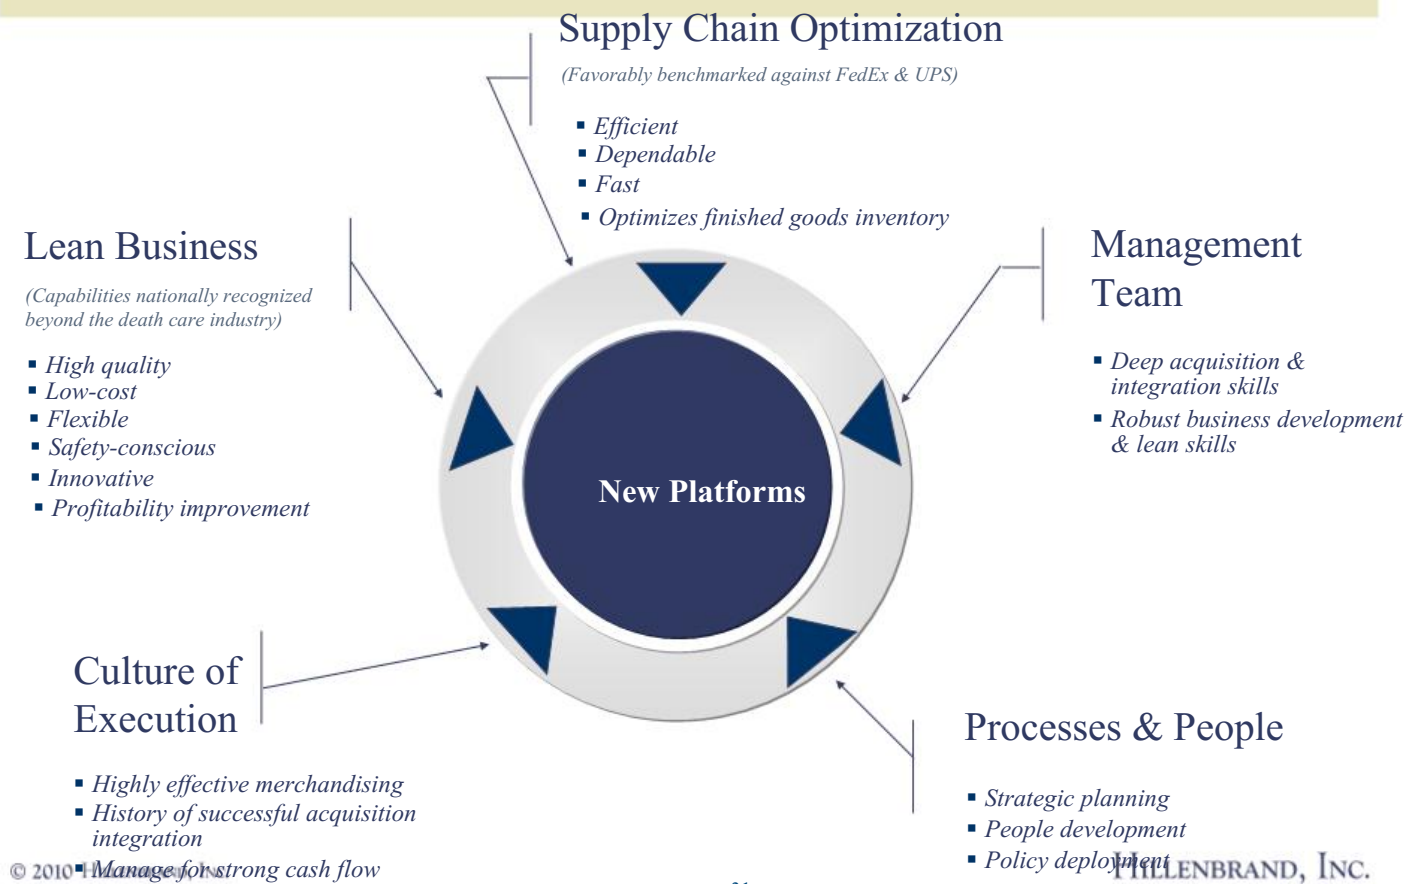 Supply Chain Optimization
(Favorably benchmarked against FedEx & UPS)
▪ Efficient
▪ Dependable
▪ Fast
▪ Optimizes finished goods inventory
Lean Business
(Capabilities nationally recognized
beyond the death care industry)
▪ High quality
▪ Low-cost
▪ Flexible
▪ Safety-conscious
▪ Innovative
▪ Profitability improvement
Management
Team
▪ Deep acquisition &
integration skills
▪ Robust business development
& lean skills
New Platforms
Culture of
Execution
▪ Highly effective merchandising
▪ History of successful acquisition
integration
▪ Manage for strong cash flow
Processes & People
▪ Strategic planning
▪ People development
▪ Policy deployment
© 2010 Hillenbrand, Inc.
HILLENBRAND, INC.